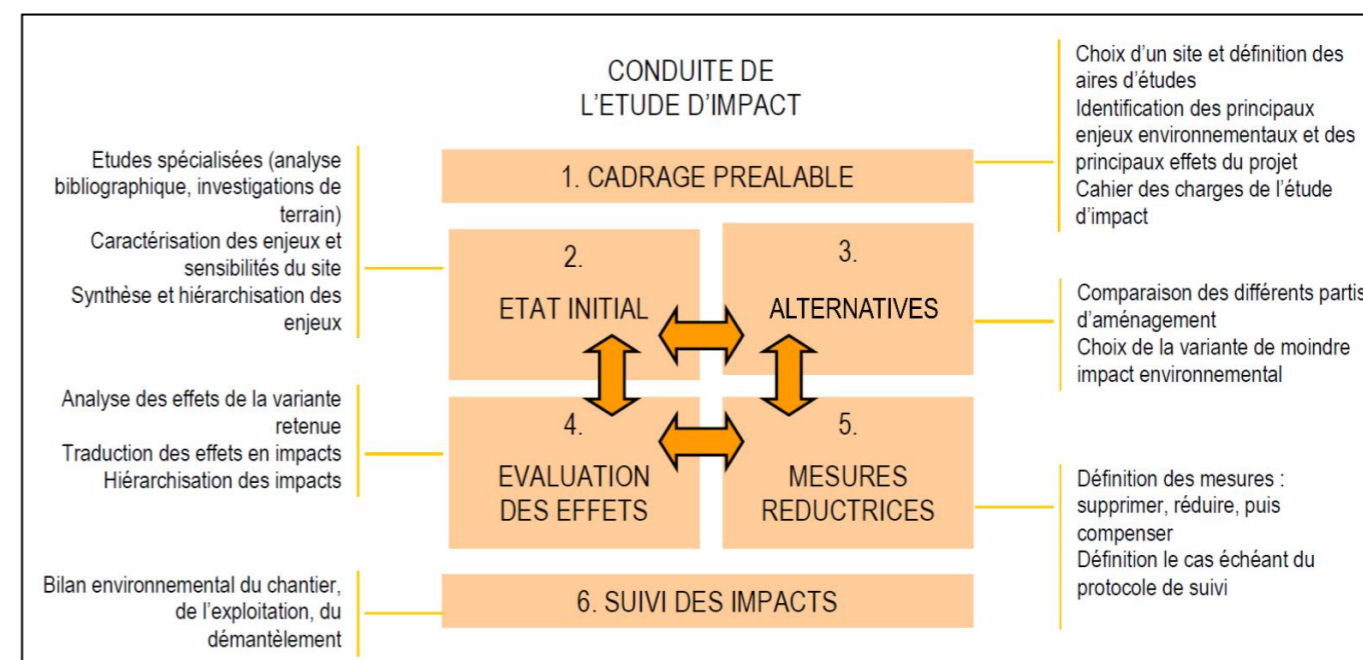 CONDUITE DE
L'ETUDE D'IMPACT
Choix d'un site et définition des
aires d'études
Identification des principaux
enjeux environnementaux et des
principaux effets du projet
Cahier des charges de l'étude
d'impact
1. CADRAGE PREALABLE
Etudes spécialisées (analyse
bibliographique, investigations de
terrain)
Caractérisation des enjeux et
sensibilités du site
Synthèse et hiérarchisation des
enjeux
2.
ETAT INITIAL
3.
ALTERNATIVES
Comparaison des différents partis
d'aménagement
Choix de la variante de moindre
impact environnemental
Analyse des effets de la variante
retenue
Traduction des effets en impacts
Hiérarchisation des impacts
4.
EVALUATION
DES EFFETS
5.
MESURES
REDUCTRICES
Définition des mesures :
supprimer, réduire, puis
compenser
Définition le cas échéant du
protocole de suivi
Bilan environnemental du chantier,
de l'exploitation, du
démantèlement
6. SUIVI DES IMPACTS